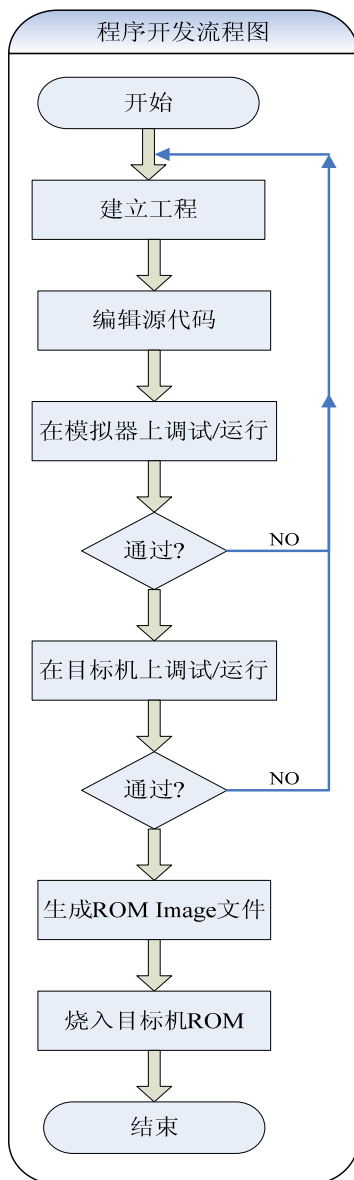 程序开发流程图
开始
建立工程
编辑源代码
在模拟器上调试/运行
通过?
NO
在目标机上调试/运行
通过?
NO
生成ROM Image文件
烧入目标机ROM
结束